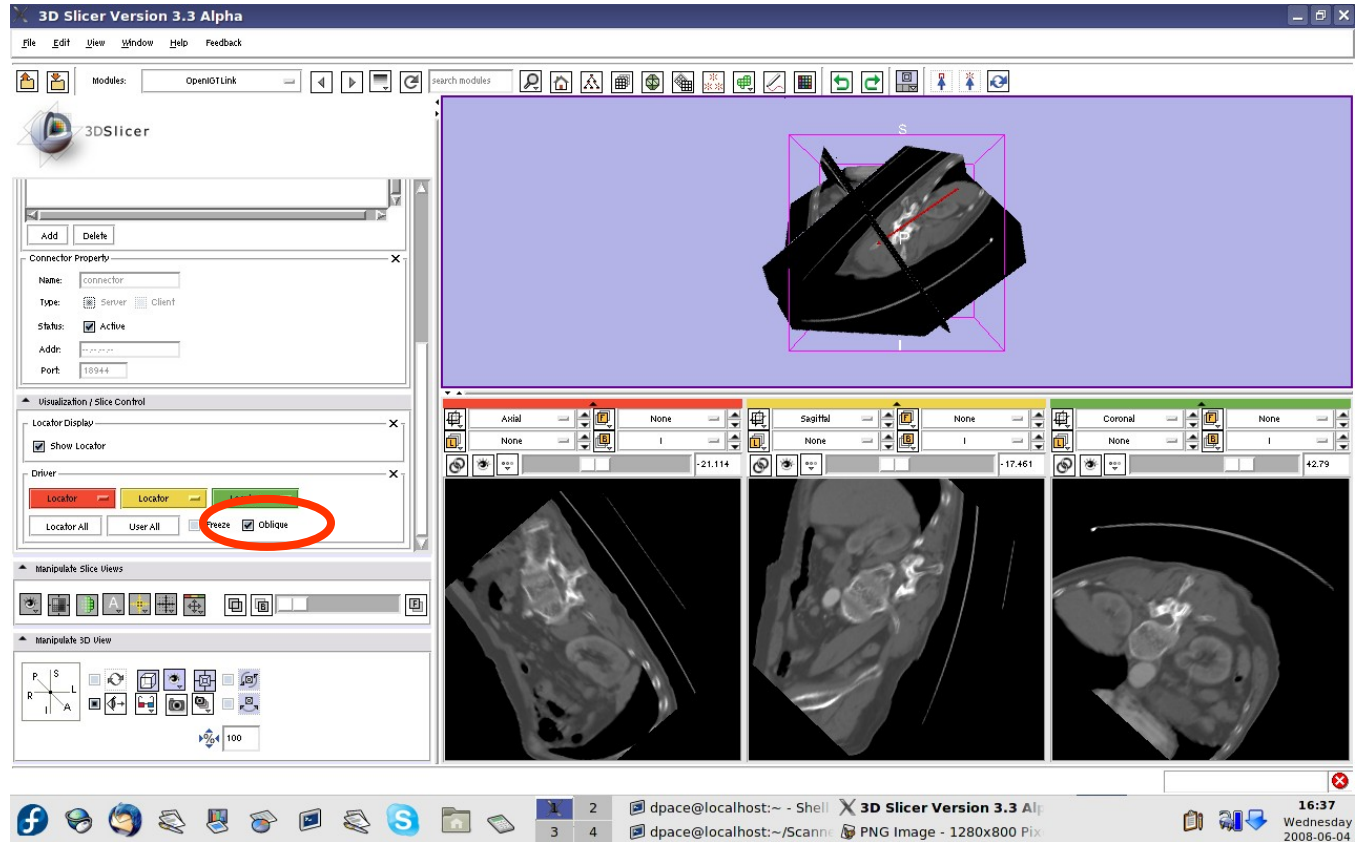 3D Slicer Version 3.3 Alpha
File Edit View Window Help Feedback
Modules: OpenIGTLink search modules
3DSlicer
S
P
I
Add Delete
Connector Property
Name: connector
Type: Server Client
Status: Active
Addr: --.--.--.--
Port: 18944
Visualization / Slice Control
Locator Display
Show Locator
Driver
Locator Locator
Locator All User All Freeze Oblique
Manipulate Slice Views
Manipulate 3D View
P S
R L
I A
% 100
Axial F None
L None B I
-21.114
Sagittal F None
L None B I
-17.461
Coronal F None
L None B I
42.79
1 2
3 4
dpace@localhost:~ - Shell
dpace@localhost:~/Scanne
3D Slicer Version 3.3 Alp
PNG Image - 1280x800 Pix
16:37
Wednesday
2008-06-04